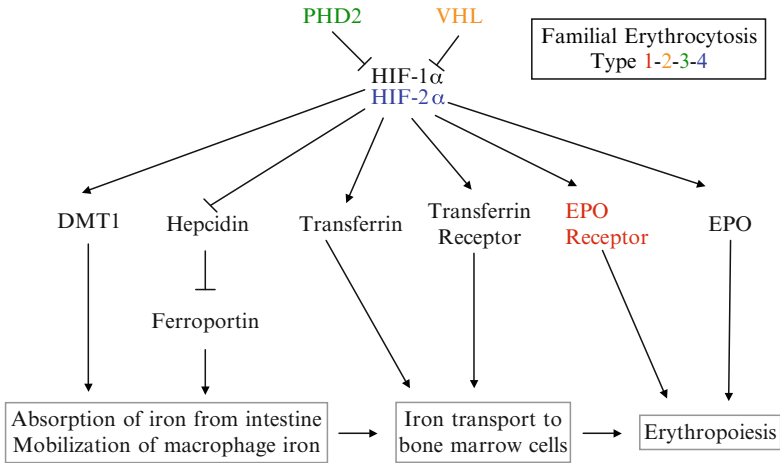 PHD2
VHL
Familial Erythrocytosis
Type 1-2-3-4
HIF-1α
HIF-2α
DMT1
Hepcidin
Transferrin
Transferrin
Receptor
EPO
Receptor
EPO
Ferroportin
Absorption of iron from intestine
Mobilization of macrophage iron
Iron transport to
bone marrow cells
Erythropoiesis